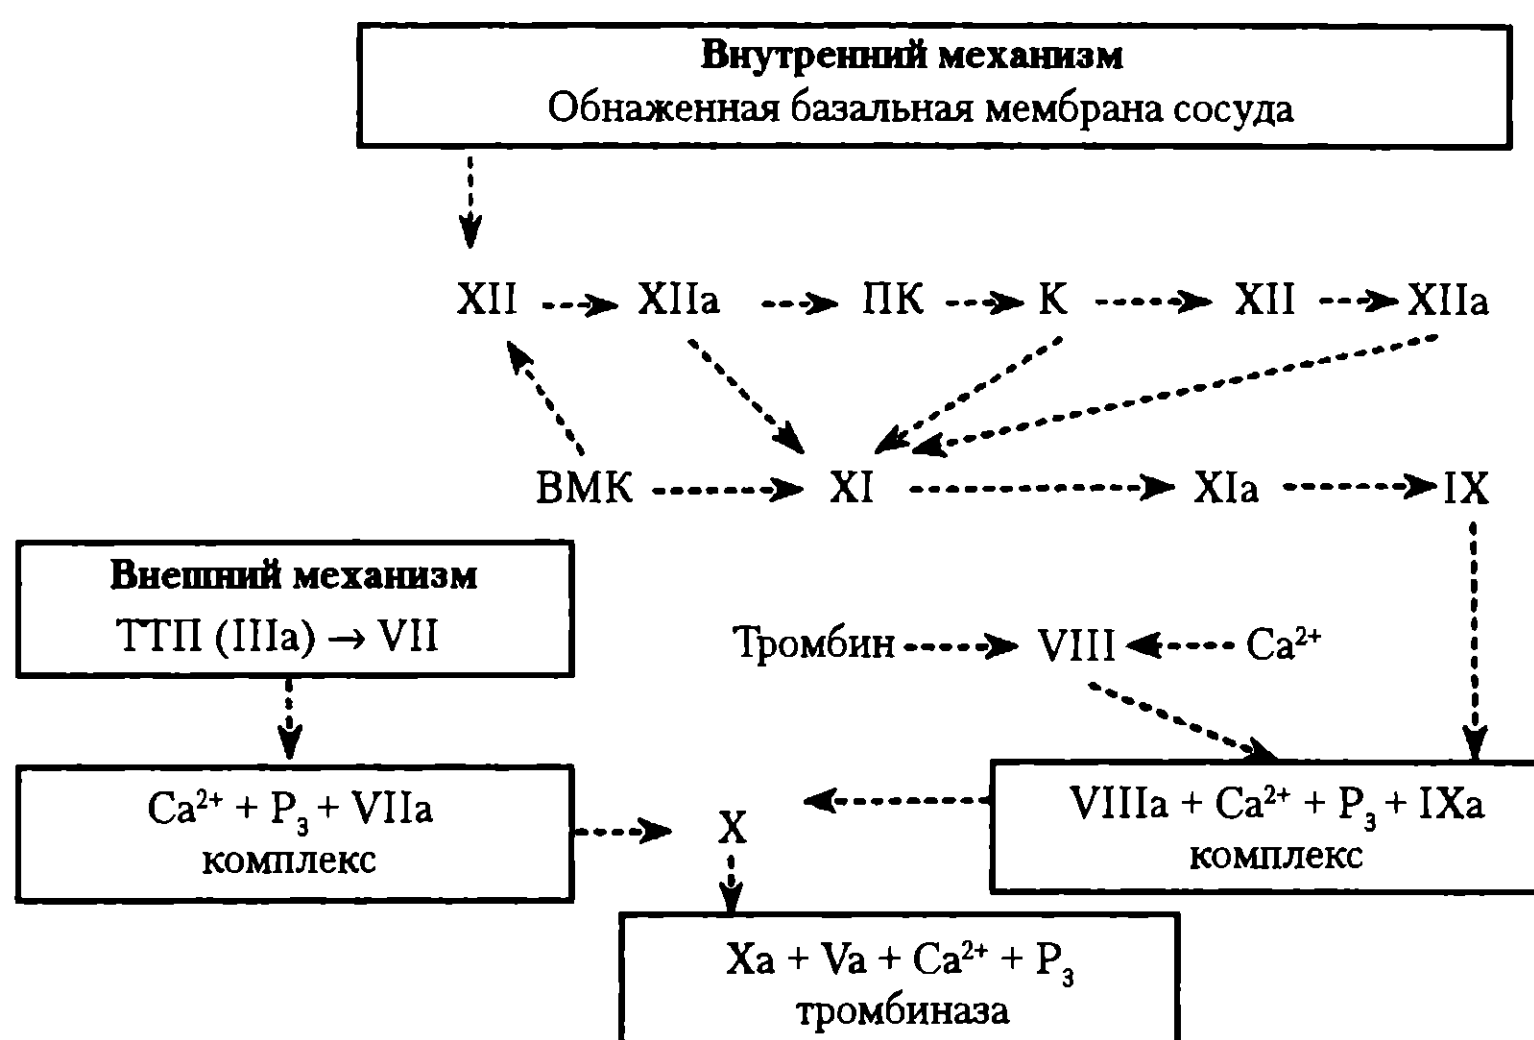 Внутренний механизм
Обнаженная базальная мембрана сосуда
XII XIIa ПК К XII XIIa
ВМК XI XIa IX
Внешний механизм
ТТП (IIIa) → VII
Тромбин VIII Ca²⁺
Ca²⁺ + P₃ + VIIa
комплекс
X
VIIIa + Ca²⁺ + P₃ + IXa
комплекс
Xa + Va + Ca²⁺ + P₃
тромбиназа